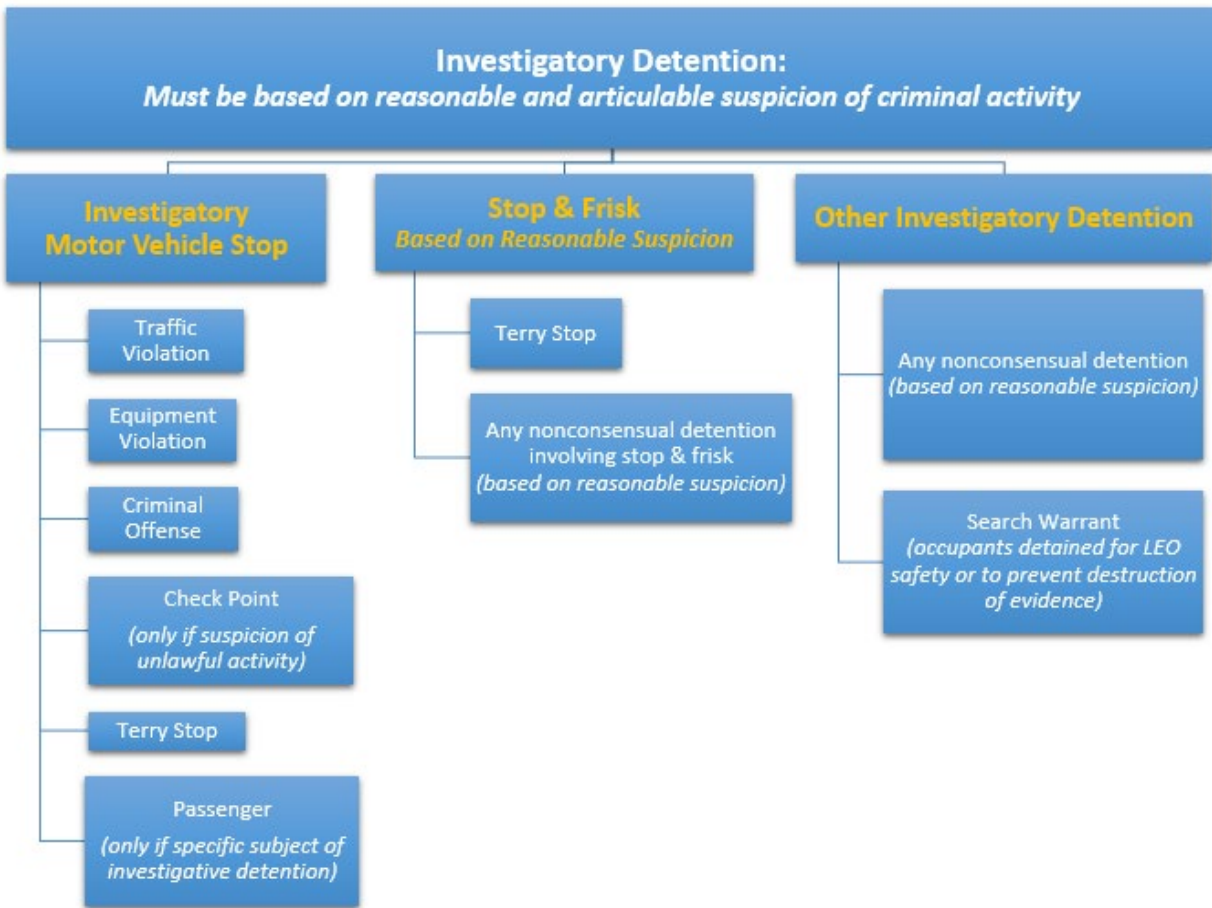 Investigatory Detention:
Must be based on reasonable and articulable suspicion of criminal activity
Investigatory
Motor Vehicle Stop
Traffic
Violation
Equipment
Violation
Criminal
Offense
Check Point
(only if suspicion of
unlawful activity)
Terry Stop
Passenger
(only if specific subject of
investigative detention)
Stop & Frisk
Based on Reasonable Suspicion
Terry Stop
Any nonconsensual detention
involving stop & frisk
(based on reasonable suspicion)
Other Investigatory Detention
Any nonconsensual detention
(based on reasonable suspicion)
Search Warrant
(occupants detained for LEO
safety or to prevent destruction
of evidence)